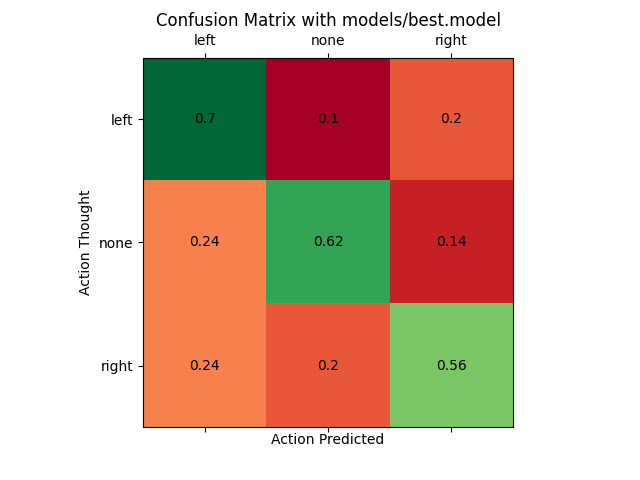 Confusion Matrix with models/best.model
left none right
left 0.7 0.1 0.2
none 0.24 0.62 0.14
right 0.24 0.2 0.56
Action Thought
Action Predicted